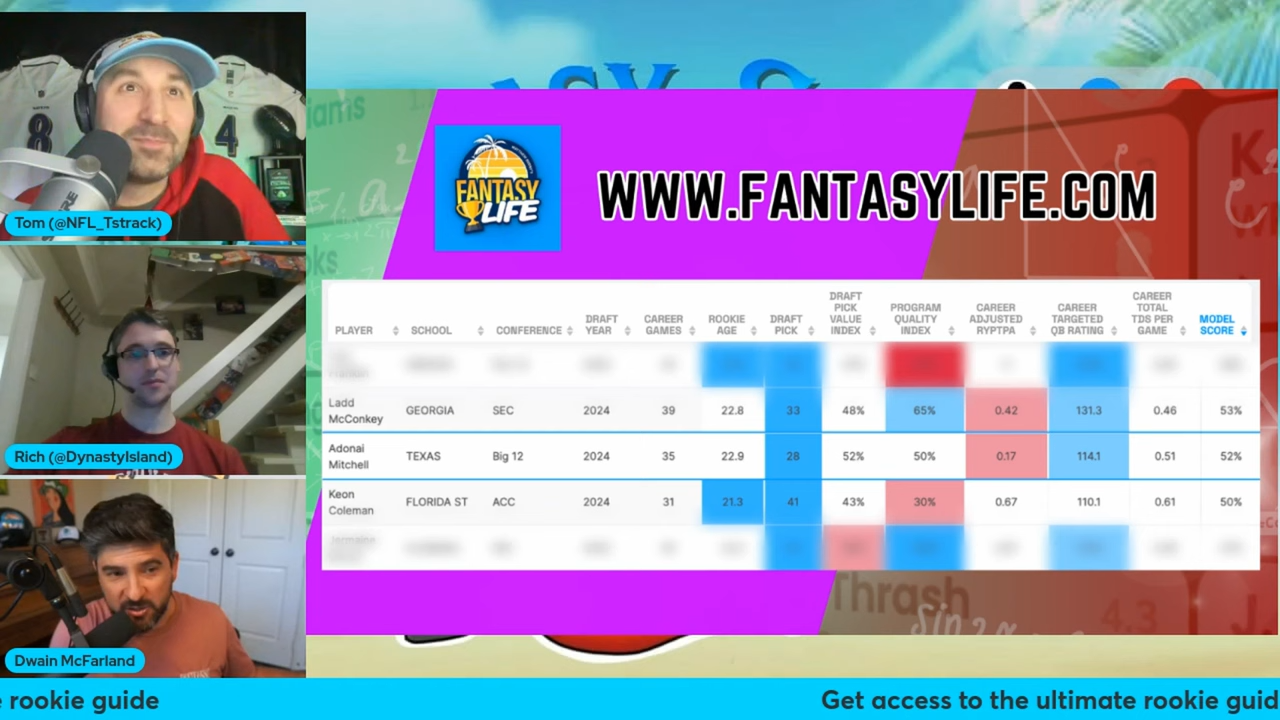 8
4
Tom (@NFL_Tstrack)
Rich (@DynastyIsland)
Dwain McFarland
FANTASY
LIFE
WWW.FANTASYLIFE.COM
PLAYER SCHOOL CONFERENCE DRAFT YEAR CAREER GAMES ROOKIE AGE DRAFT PICK DRAFT PICK VALUE INDEX PROGRAM QUALITY INDEX CAREER ADJUSTED RYPTPA CAREER TARGETED QB RATING CAREER TOTAL TDS PER GAME MODEL SCORE
Ladd McConkey GEORGIA SEC 2024 39 22.8 33 48% 65% 0.42 131.3 0.46 53%
Adonai Mitchell TEXAS Big 12 2024 35 22.9 28 52% 50% 0.17 114.1 0.51 52%
Keon Coleman FLORIDA ST ACC 2024 31 21.3 41 43% 30% 0.67 110.1 0.61 50%
Thrash
4.3
rookie guide
Get access to the ultimate rookie guid